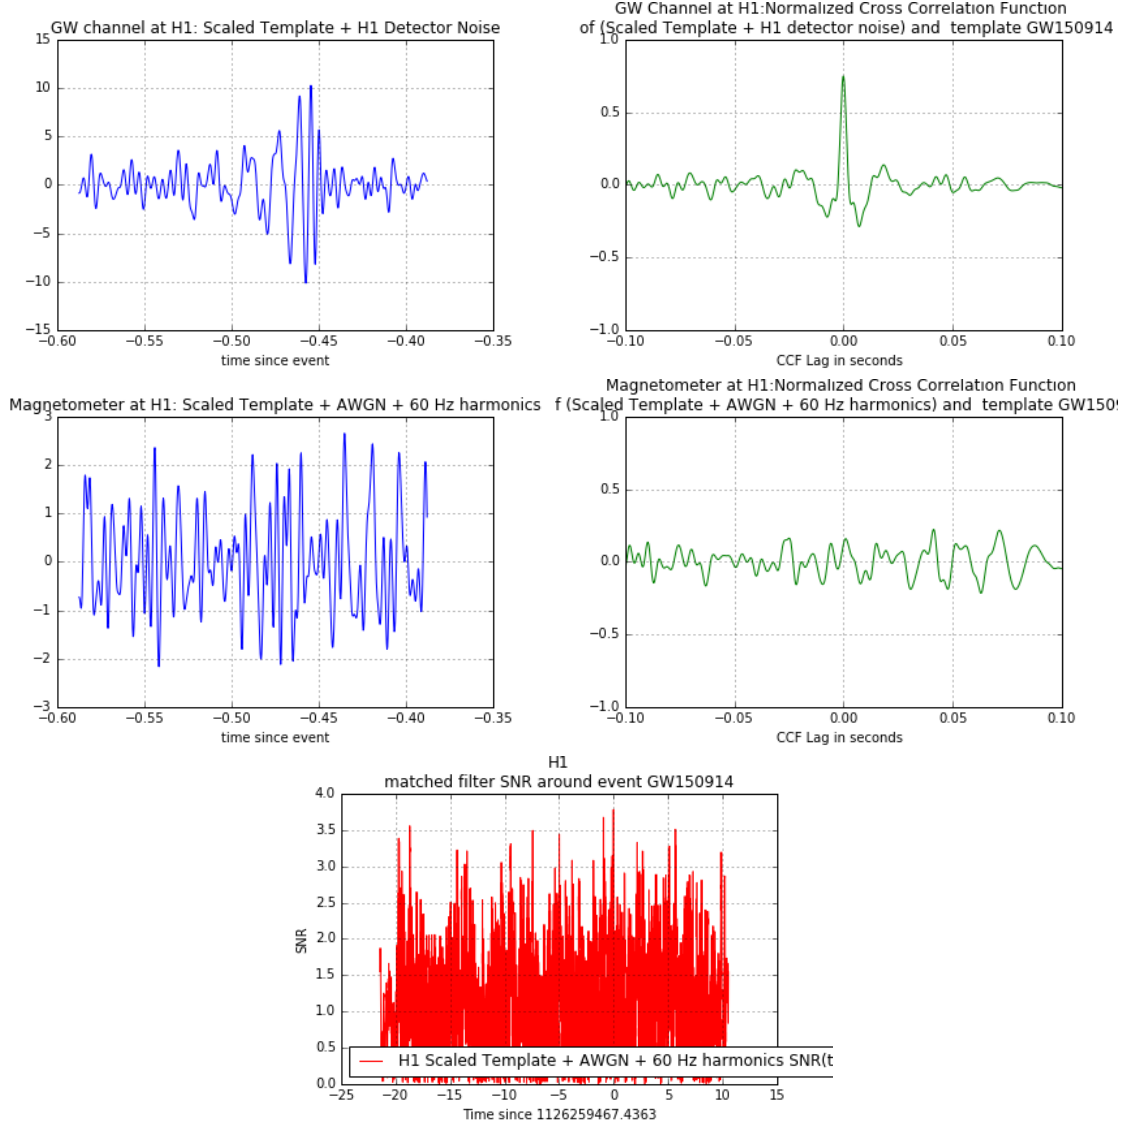 GW channel at H1: Scaled Template + H1 Detector Noise
15
10
5
0
−5
−10
−15
−0.60 −0.55 −0.50 −0.45 −0.40 −0.35
time since event
GW Channel at H1:Normalized Cross Correlation Function
of (Scaled Template + H1 detector noise) and template GW150914
1.0
0.5
0.0
−0.5
−1.0
−0.10 −0.05 0.00 0.05 0.10
CCF Lag in seconds
Magnetometer at H1: Scaled Template + AWGN + 60 Hz harmonics
3
2
1
0
−1
−2
−3
−0.60 −0.55 −0.50 −0.45 −0.40 −0.35
time since event
Magnetometer at H1:Normalized Cross Correlation Function
f (Scaled Template + AWGN + 60 Hz harmonics) and template GW1509
1.0
0.5
0.0
−0.5
−1.0
−0.10 −0.05 0.00 0.05 0.10
CCF Lag in seconds
H1
matched filter SNR around event GW150914
4.0
3.5
3.0
2.5
2.0
1.5
1.0
0.5
0.0
SNR
H1 Scaled Template + AWGN + 60 Hz harmonics SNR(t
−25 −20 −15 −10 −5 0 5 10 15
Time since 1126259467.4363